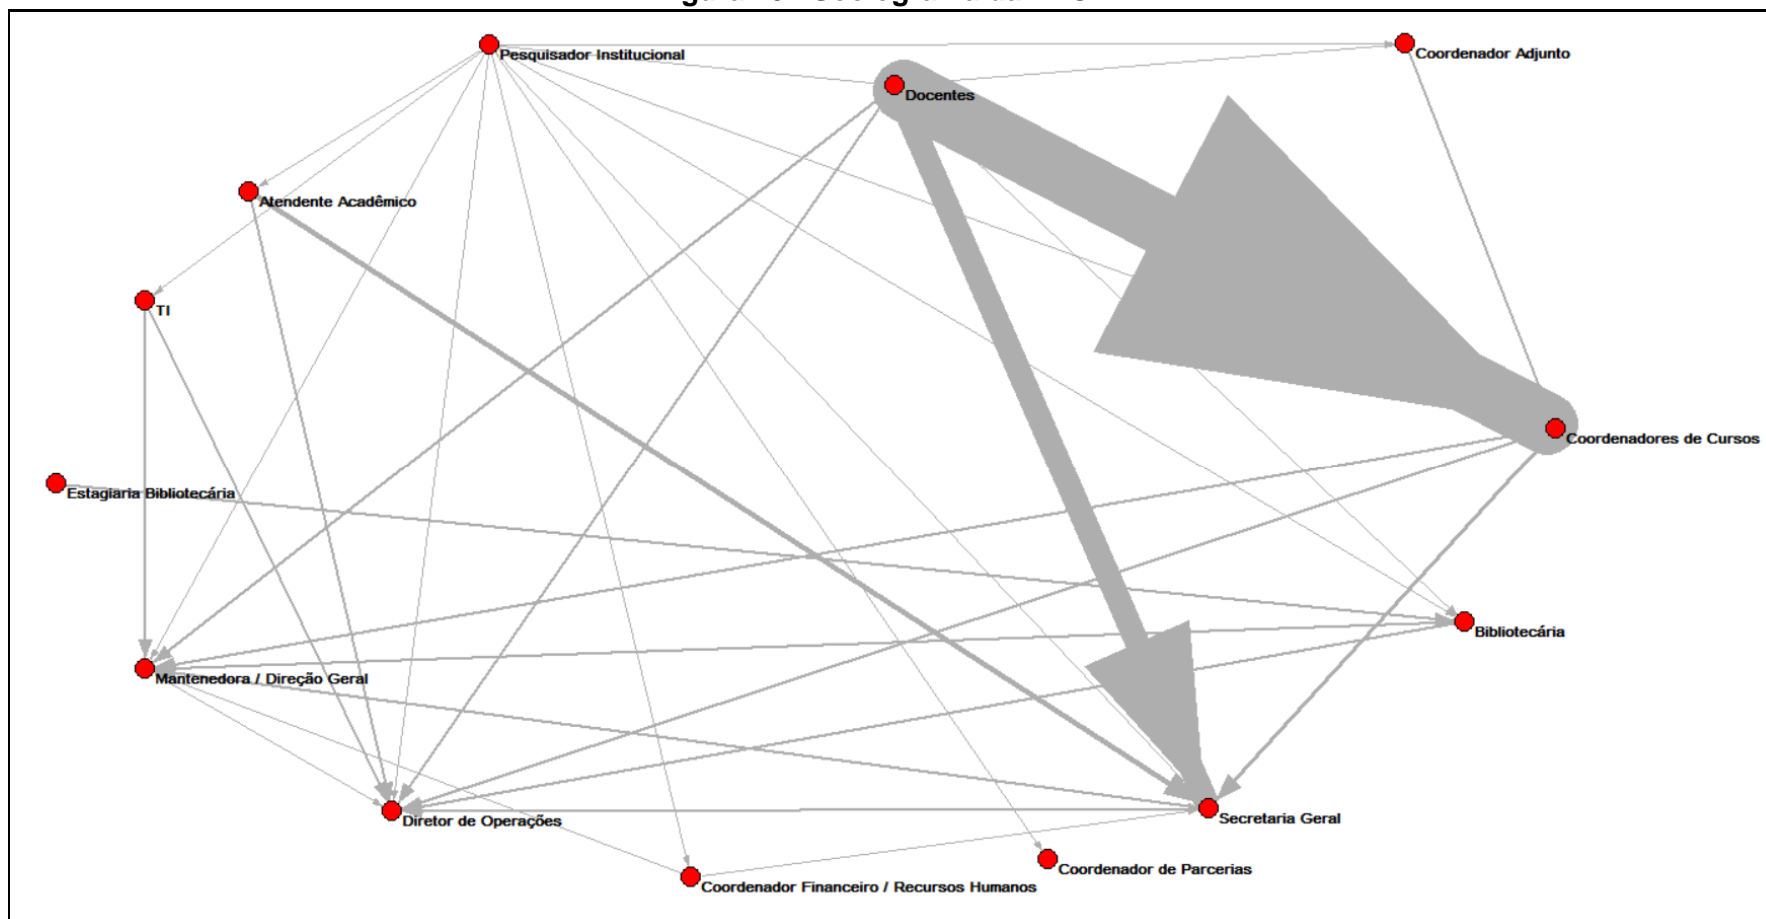 Pesquisador Institucional
Coordenador Adjunto
Docentes
Atendente Acadêmico
TI
Coordenadores de Cursos
Estagiaria Bibliotecária
Bibliotecária
Mantenedora / Direção Geral
Diretor de Operações
Secretaria Geral
Coordenador de Parcerias
Coordenador Financeiro / Recursos Humanos